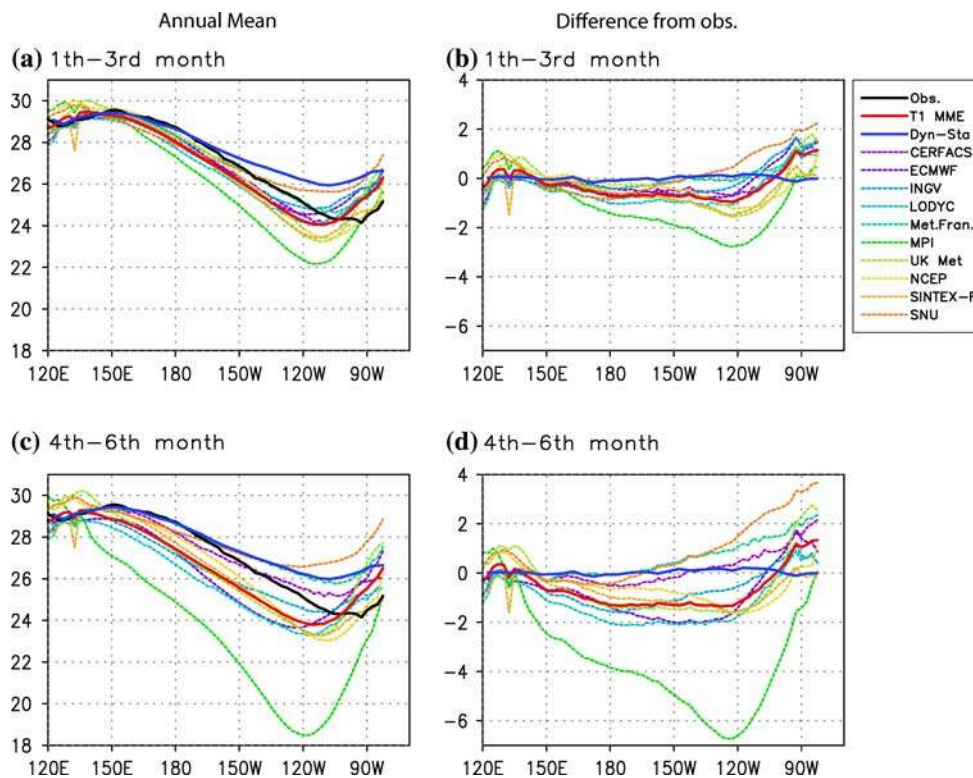 Annual Mean
Difference from obs.
(a) 1th-3rd month
(b) 1th-3rd month
30
28
26
24
22
20
18
120E 150E 180 150W 120W 90W
4
2
0
-2
-4
-6
120E 150E 180 150W 120W 90W
Obs.
T1 MME
Dyn-Sta
CERFACS
ECMWF
INGV
LODYC
Met.Fran.
MPI
UK Met
NCEP
SINTEX-F
SNU
(c) 4th-6th month
(d) 4th-6th month
30
28
26
24
22
20
18
120E 150E 180 150W 120W 90W
4
2
0
-2
-4
-6
120E 150E 180 150W 120W 90W